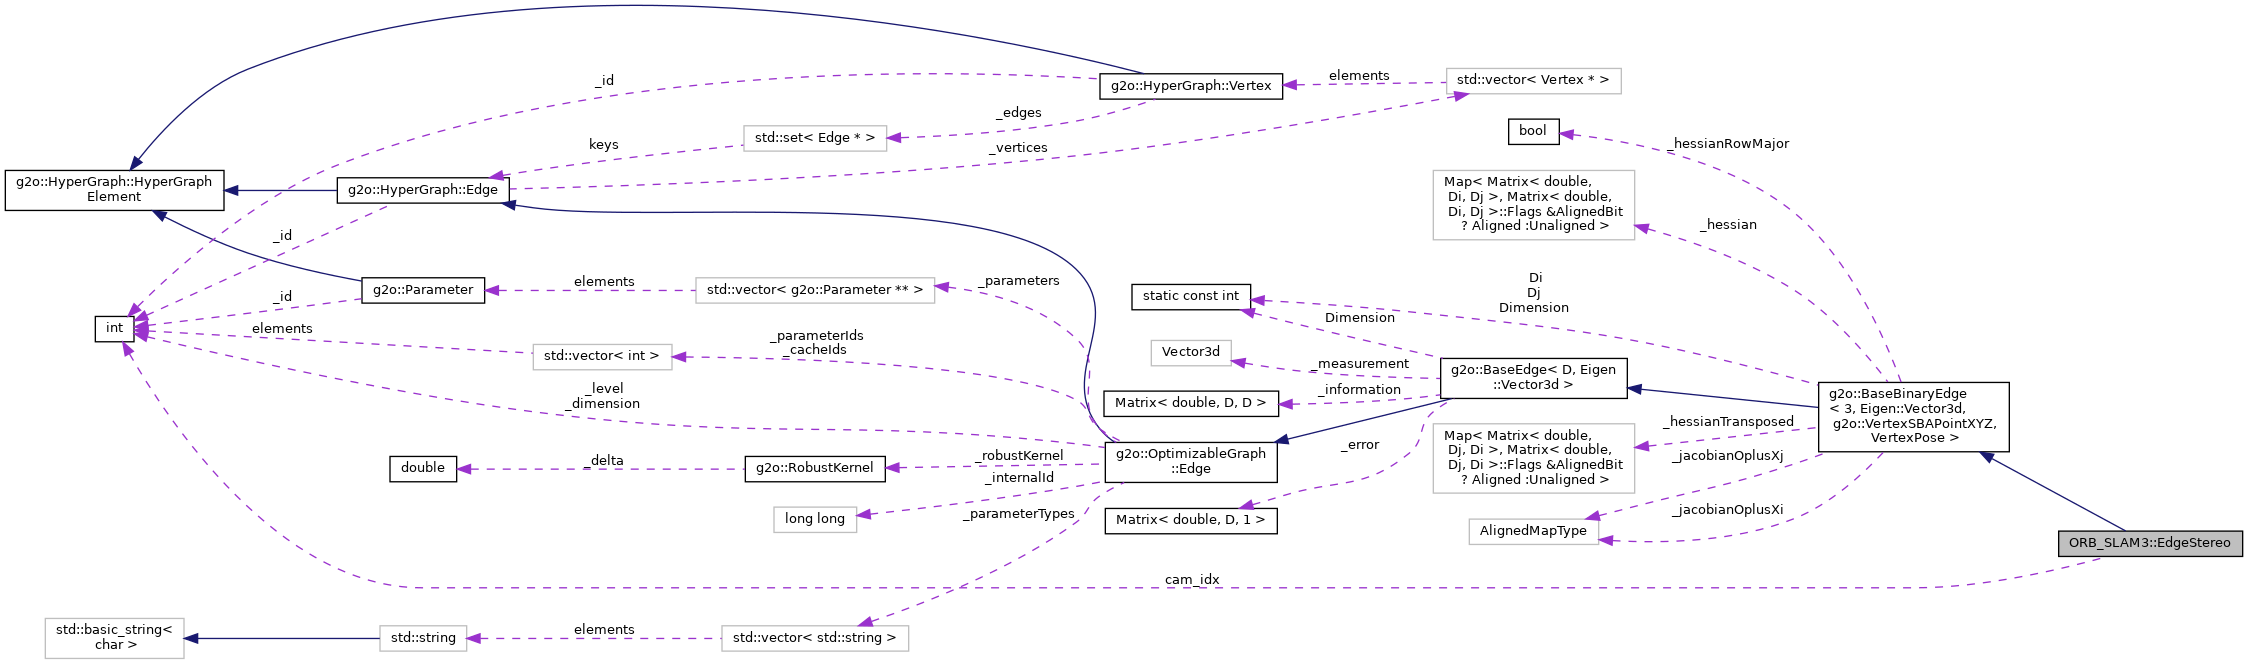 _id
g2o::HyperGraph::Vertex
elements
std::vector< Vertex * >
_edges
std::set< Edge * >
keys
_vertices
bool
_hessianRowMajor
g2o::HyperGraph::HyperGraph
Element
g2o::HyperGraph::Edge
Map< Matrix< double,
Di, Dj >, Matrix< double,
Di, Dj >::Flags &AlignedBit
? Aligned :Unaligned >
_hessian
_id
g2o::Parameter
elements
std::vector< g2o::Parameter ** >
_parameters
static const int
Di
Dj
Dimension
_id
int
elements
std::vector< int >
_parameterIds
_cacheIds
Dimension
Vector3d
_measurement
g2o::BaseEdge< D, Eigen
::Vector3d >
_level
_dimension
Matrix< double, D, D >
_information
g2o::BaseBinaryEdge
< 3, Eigen::Vector3d,
g2o::VertexSBAPointXYZ,
VertexPose >
_error
Map< Matrix< double,
Dj, Di >, Matrix< double,
Dj, Di >::Flags &AlignedBit
? Aligned :Unaligned >
_hessianTransposed
_jacobianOplusXj
double
_delta
g2o::RobustKernel
_robustKernel
g2o::OptimizableGraph
::Edge
_internalId
long long
_parameterTypes
Matrix< double, D, 1 >
_jacobianOplusXi
AlignedMapType
ORB_SLAM3::EdgeStereo
cam_idx
std::basic_string<
char >
std::string
elements
std::vector< std::string >